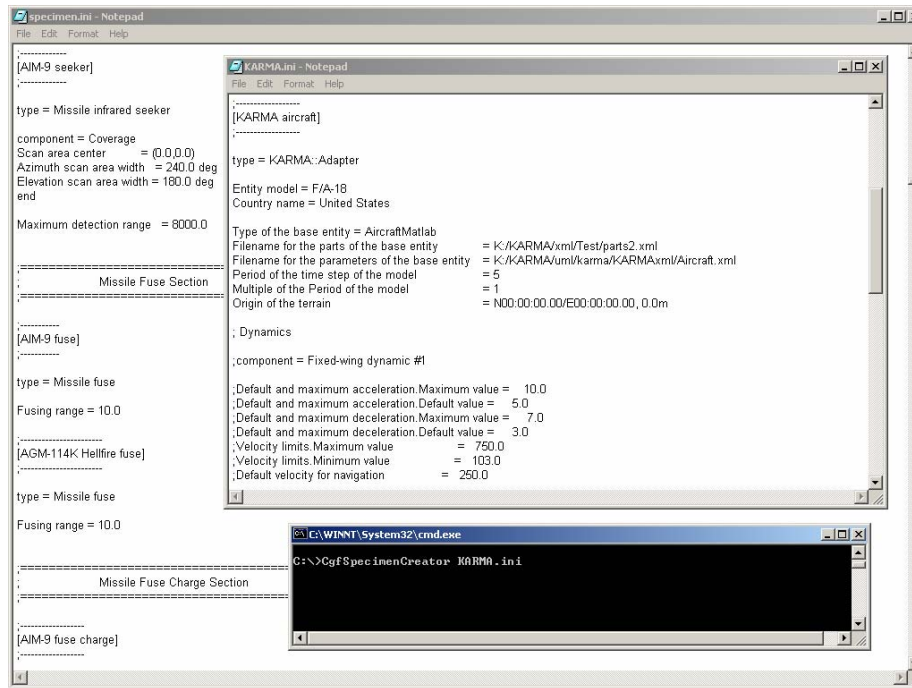 specimen.ini - Notepad
File Edit Format Help
;-------------
[AIM-9 seeker]
;-------------
type = Missile infrared seeker
component = Coverage
Scan area center = (0.0,0.0)
Azimuth scan area width = 240.0 deg
Elevation scan area width = 180.0 deg
end
Maximum detection range = 8000.0
;==============================
; Missile Fuse Section
;==============================
;-----------
[AIM-9 fuse]
;-----------
type = Missile fuse
Fusing range = 10.0
;-----------------------
[AGM-114K Hellfire fuse]
;-----------------------
type = Missile fuse
Fusing range = 10.0
;=======================================
; Missile Fuse Charge Section
;=======================================
;------------------
[AIM-9 fuse charge]
;------------------
KARMA.ini - Notepad
File Edit Format Help
;------------------
[KARMA aircraft]
;------------------
type = KARMA::Adapter
Entity model = F/A-18
Country name = United States
Type of the base entity = AircraftMatlab
Filename for the parts of the base entity = K:/KARMA/xml/Test/parts2.xml
Filename for the parameters of the base entity = K:/KARMA/uml/karma/KARMAxml/Aircraft.xml
Period of the time step of the model = 5
Multiple of the Period of the model = 1
Origin of the terrain = N00:00:00.00/E00:00:00.00, 0.0m
; Dynamics
;component = Fixed-wing dynamic #1
;Default and maximum acceleration.Maximum value = 10.0
;Default and maximum acceleration.Default value = 5.0
;Default and maximum deceleration.Maximum value = 7.0
;Default and maximum deceleration.Default value = 3.0
;Velocity limits.Maximum value = 750.0
;Velocity limits.Minimum value = 103.0
;Default velocity for navigation = 250.0
C:\WINNT\System32\cmd.exe
C:\>CgfSpecimenCreator KARMA.ini